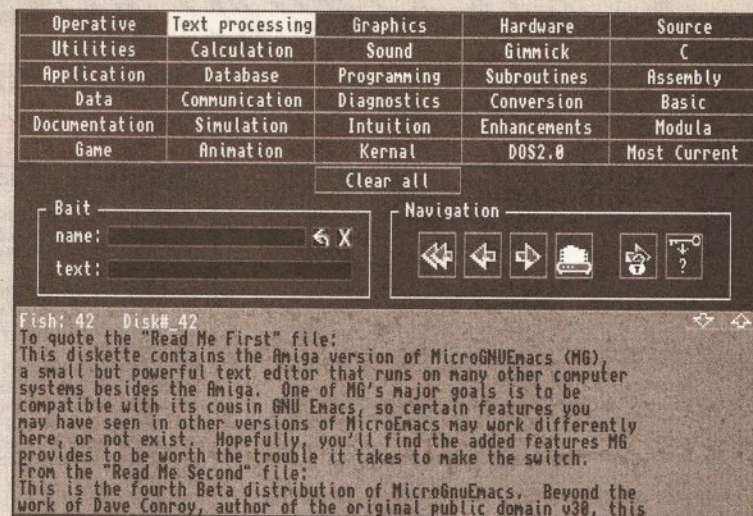 Operative Text processing Graphics Hardware Source
Utilities Calculation Sound Gimmick C
Application Database Programming Subroutines Assembly
Data Communication Diagnostics Conversion Basic
Documentation Simulation Intuition Enhancements Modula
Game Animation Kernal DOS2.0 Most Current
Clear all
Bait
name: X
text:
Navigation
?
Fish: 42 Disk#_42
To quote the "Read Me First" file:
This diskette contains the Amiga version of MicroGNUEmacs (MG),
a small but powerful text editor that runs on many other computer
systems besides the Amiga. One of MG's major goals is to be
compatible with its cousin GNU Emacs, so certain features you
may have seen in other versions of MicroEmacs may work differently
here, or not exist. Hopefully, you'll find the added features MG
provides to be worth the trouble it takes to make the switch.
From the "Read Me Second" file:
This is the fourth Beta distribution of MicroGnuEmacs. Beyond the
work of Dave Conroy, author of the original public domain v30, this